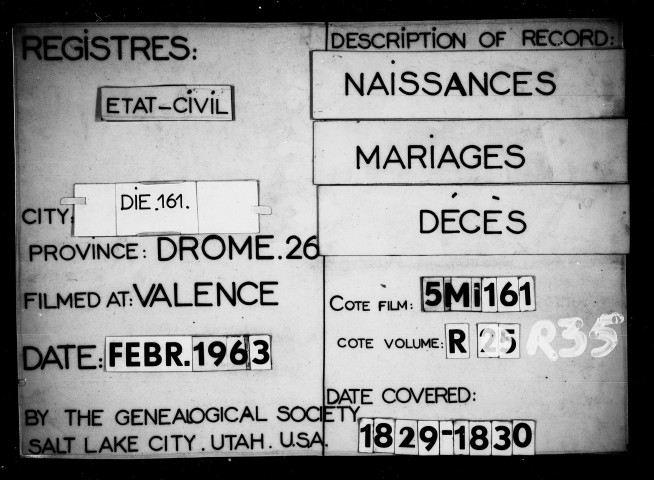 REGISTRES:
ETAT-CIVIL
CITY: DIE.161.
PROVINCE: DROME.26
FILMED AT: VALENCE
DATE: FEBR. 1963
BY THE GENEALOGICAL SOCIETY
SALT LAKE CITY. UTAH. U.S.A.
DESCRIPTION OF RECORD:
NAISSANCES
MARIAGES
DÉCÈS
COTE FILM: 5Mi161
COTE VOLUME: R 25 R35
DATE COVERED:
1829-1830